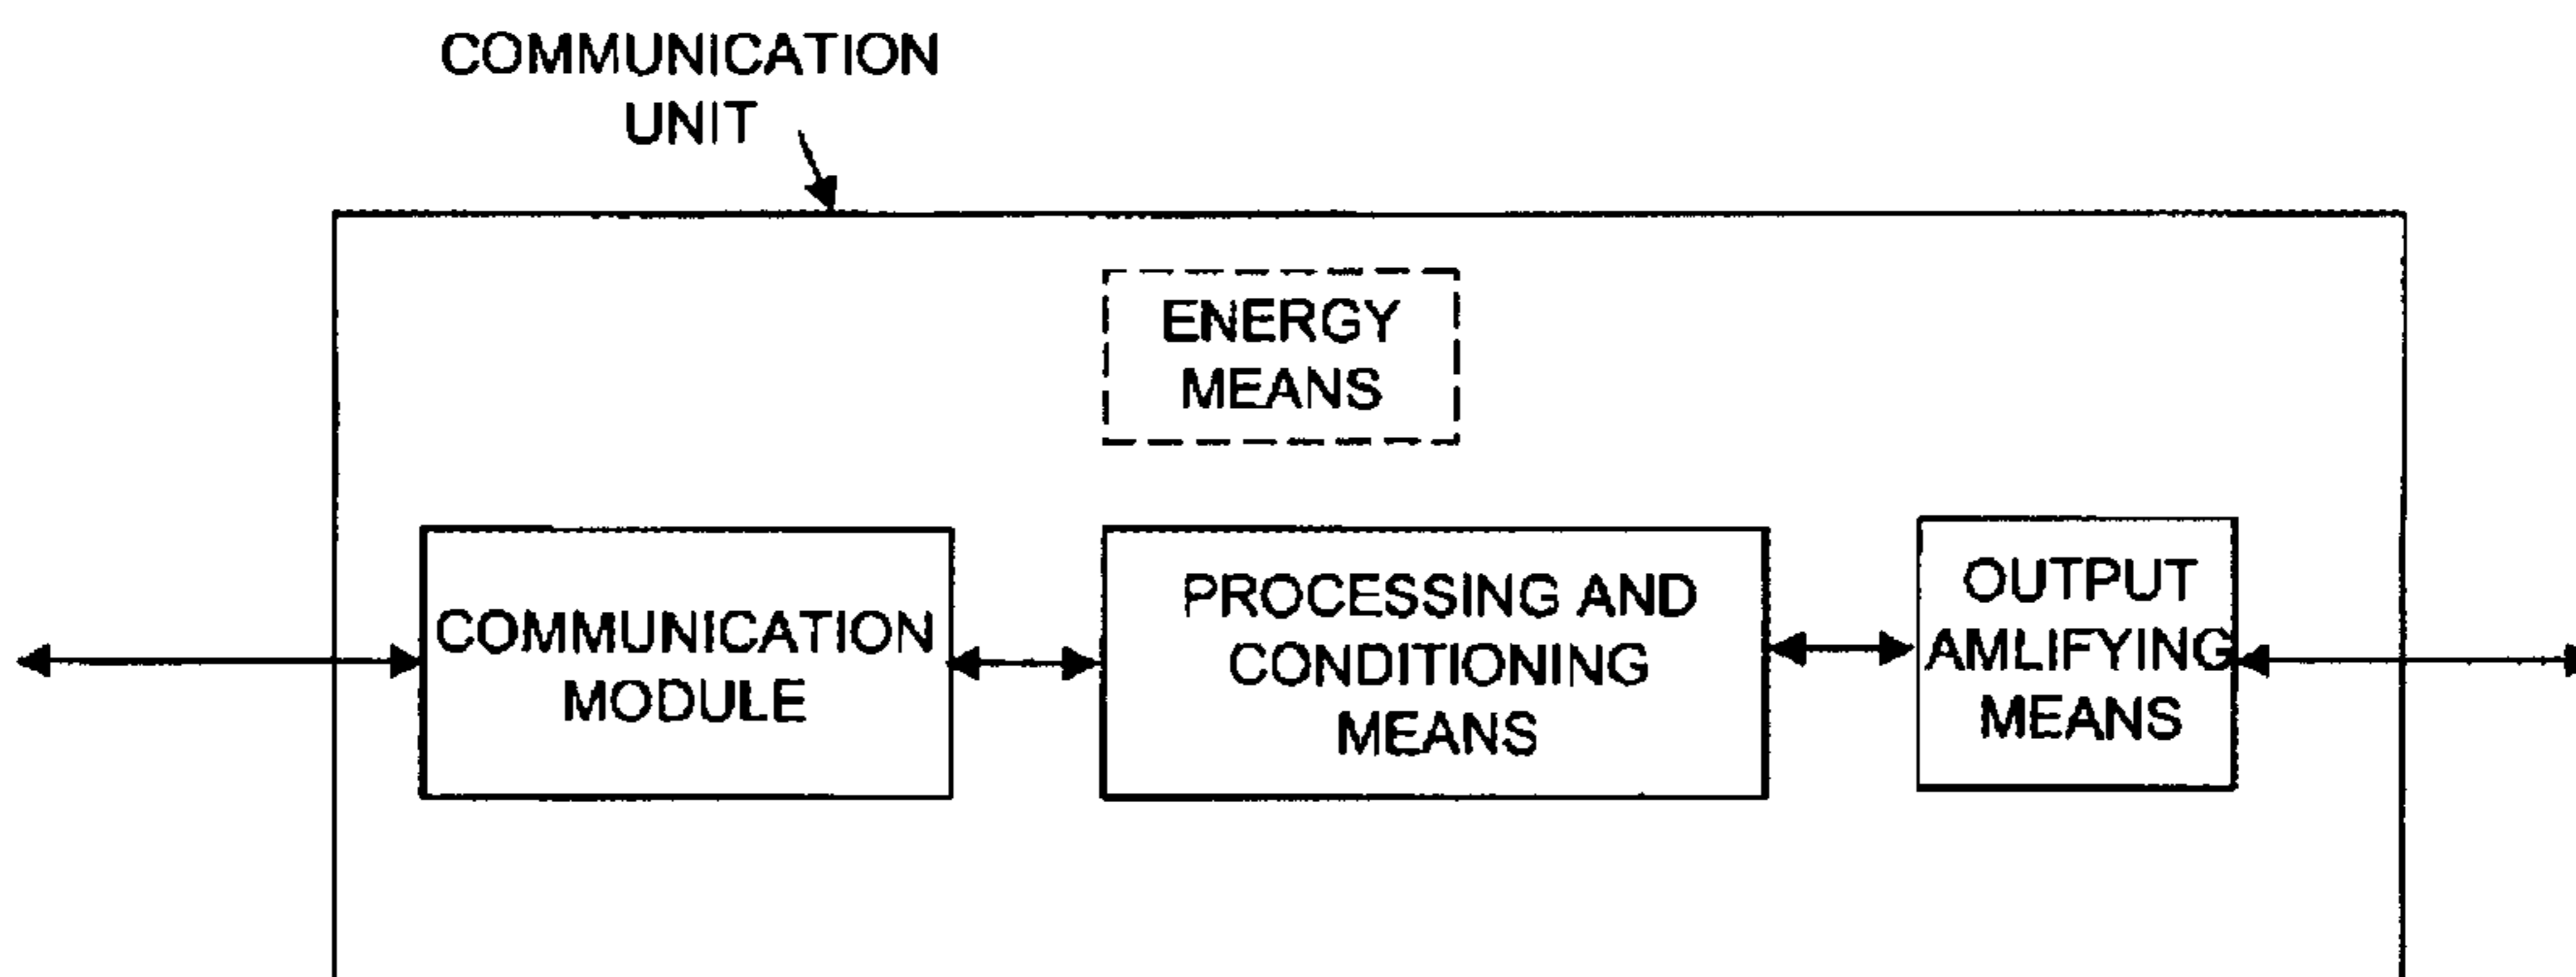 COMMUNICATION
UNIT
ENERGY
MEANS
COMMUNICATION
MODULE
PROCESSING AND
CONDITIONING
MEANS
OUTPUT
AMLIFYING
MEANS